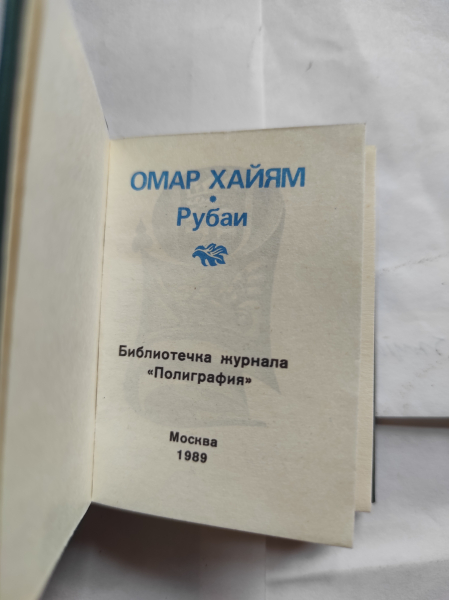 ОМАР ХАЙЯМ
•
Рубаи
Библиотечка журнала
«Полиграфия»
Москва
1989